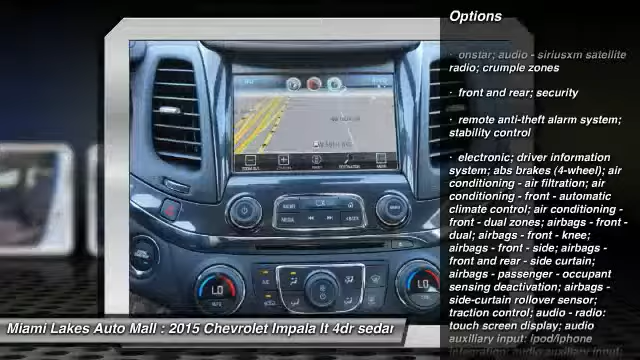 Options
· onstar; audio - siriusxm satellite
radio; crumple zones
· front and rear; security
· remote anti-theft alarm system;
stability control
· electronic; driver information
system; abs brakes (4-wheel); air
conditioning - air filtration; air
conditioning - front - automatic
climate control; air conditioning -
front - dual zones; airbags - front -
dual; airbags - front - knee;
airbags - front - side; airbags -
front and rear - side curtain;
airbags - passenger - occupant
sensing deactivation; airbags -
side-curtain rollover sensor;
traction control; audio - radio:
touch screen display; audio
auxiliary input: ipod/iphone
integration; audio auxiliary input:
LO
LO
Miami Lakes Auto Mall : 2015 Chevrolet Impala lt 4dr sedan